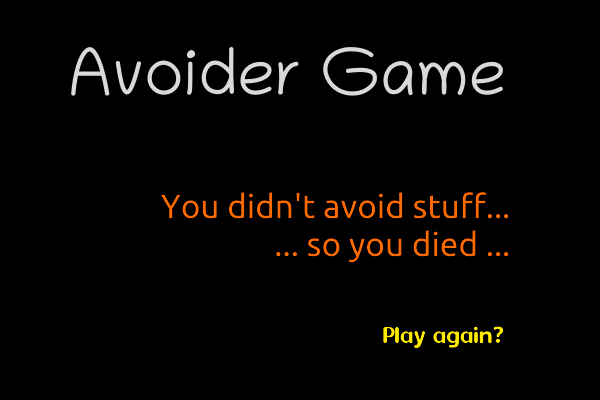 Avoider Game
You didn't avoid stuff...
... so you died ...
Play again?